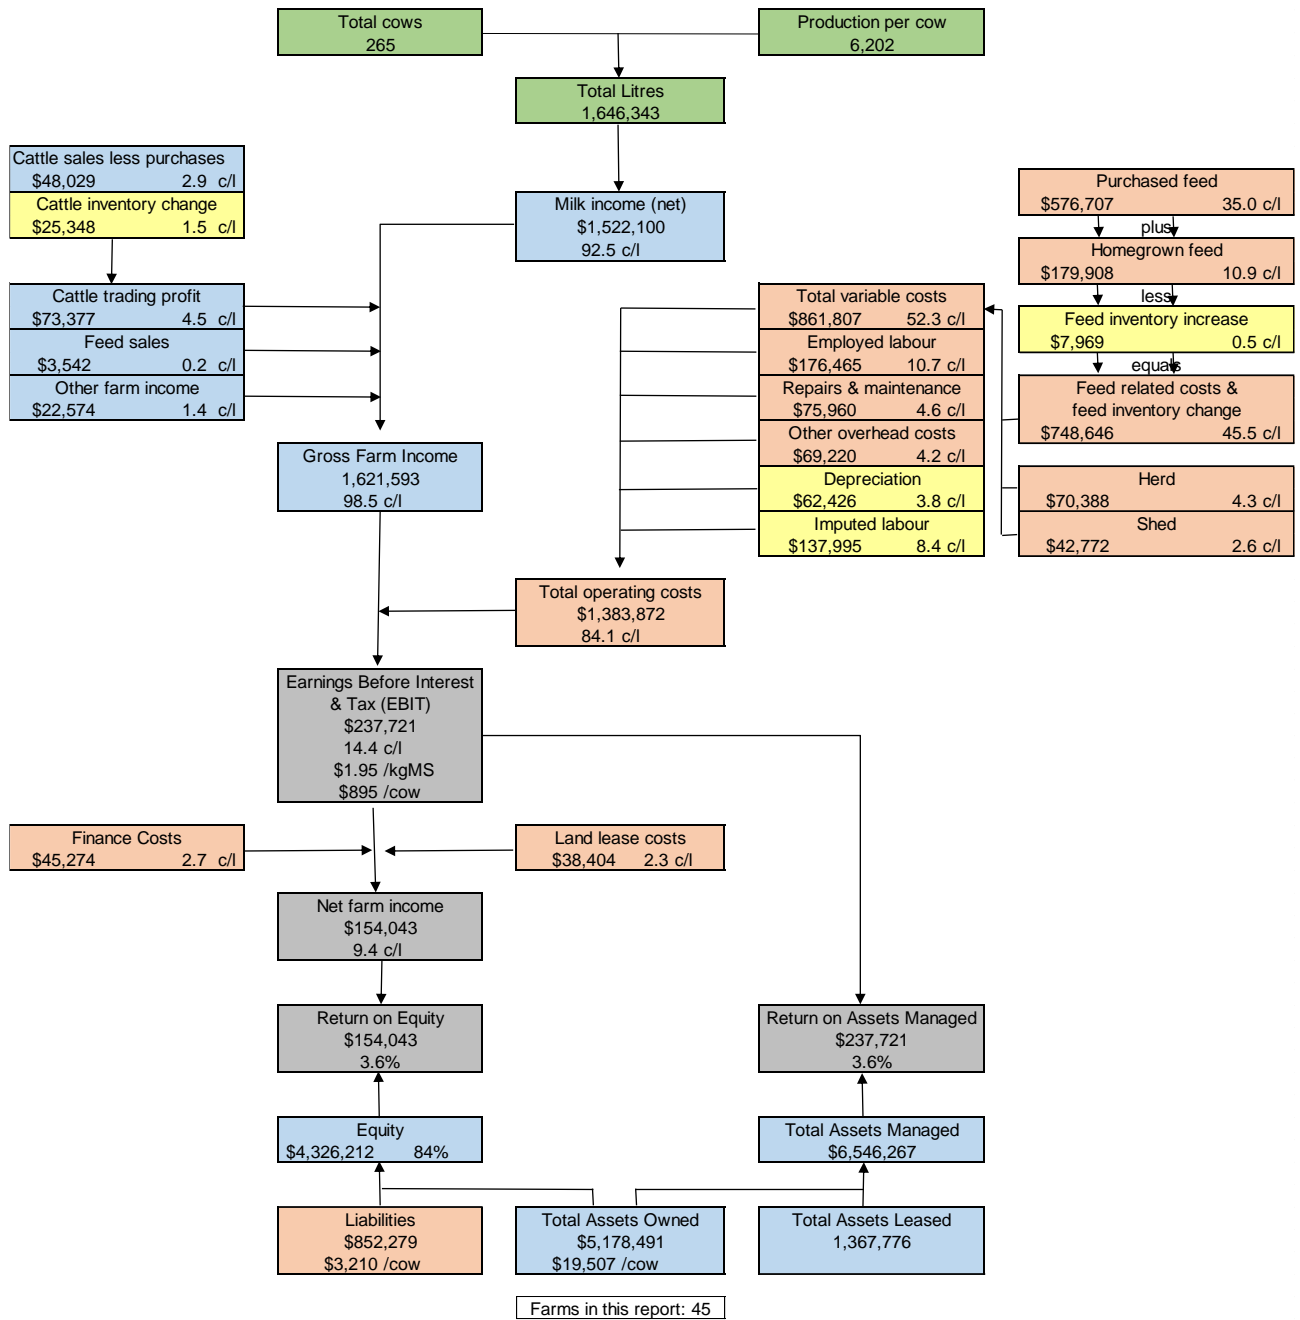 Total cows
265
Production per cow
6,202
Total Litres
1,646,343
Cattle sales less purchases
$48,029 2.9 c/l
Cattle inventory change
$25,348 1.5 c/l
Milk income (net)
$1,522,100
92.5 c/l
Purchased feed
$576,707 35.0 c/l
plus
Homegrown feed
$179,908 10.9 c/l
less
Feed inventory increase
$7,969 0.5 c/l
equals
Feed related costs &
feed inventory change
$748,646 45.5 c/l
Cattle trading profit
$73,377 4.5 c/l
Feed sales
$3,542 0.2 c/l
Other farm income
$22,574 1.4 c/l
Total variable costs
$861,807 52.3 c/l
Employed labour
$176,465 10.7 c/l
Repairs & maintenance
$75,960 4.6 c/l
Other overhead costs
$69,220 4.2 c/l
Depreciation
$62,426 3.8 c/l
Imputed labour
$137,995 8.4 c/l
Herd
$70,388 4.3 c/l
Shed
$42,772 2.6 c/l
Gross Farm Income
1,621,593
98.5 c/l
Total operating costs
$1,383,872
84.1 c/l
Earnings Before Interest
& Tax (EBIT)
$237,721
14.4 c/l
$1.95 /kgMS
$895 /cow
Finance Costs
$45,274 2.7 c/l
Land lease costs
$38,404 2.3 c/l
Net farm income
$154,043
9.4 c/l
Return on Equity
$154,043
3.6%
Return on Assets Managed
$237,721
3.6%
Equity
$4,326,212 84%
Total Assets Managed
$6,546,267
Liabilities
$852,279
$3,210 /cow
Total Assets Owned
$5,178,491
$19,507 /cow
Total Assets Leased
1,367,776
Farms in this report: 45